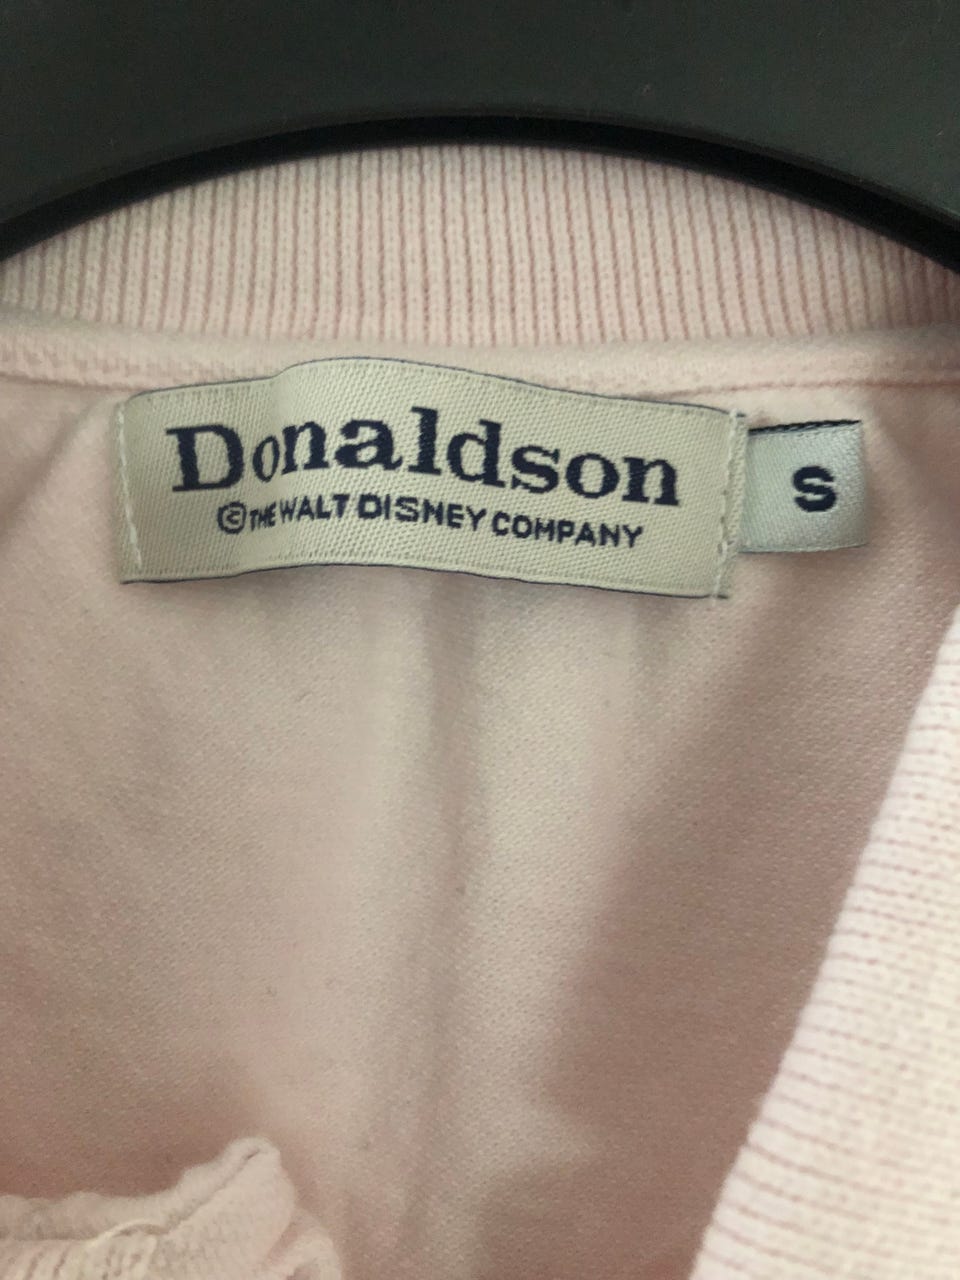 Donaldson
© THE WALT DISNEY COMPANY
S